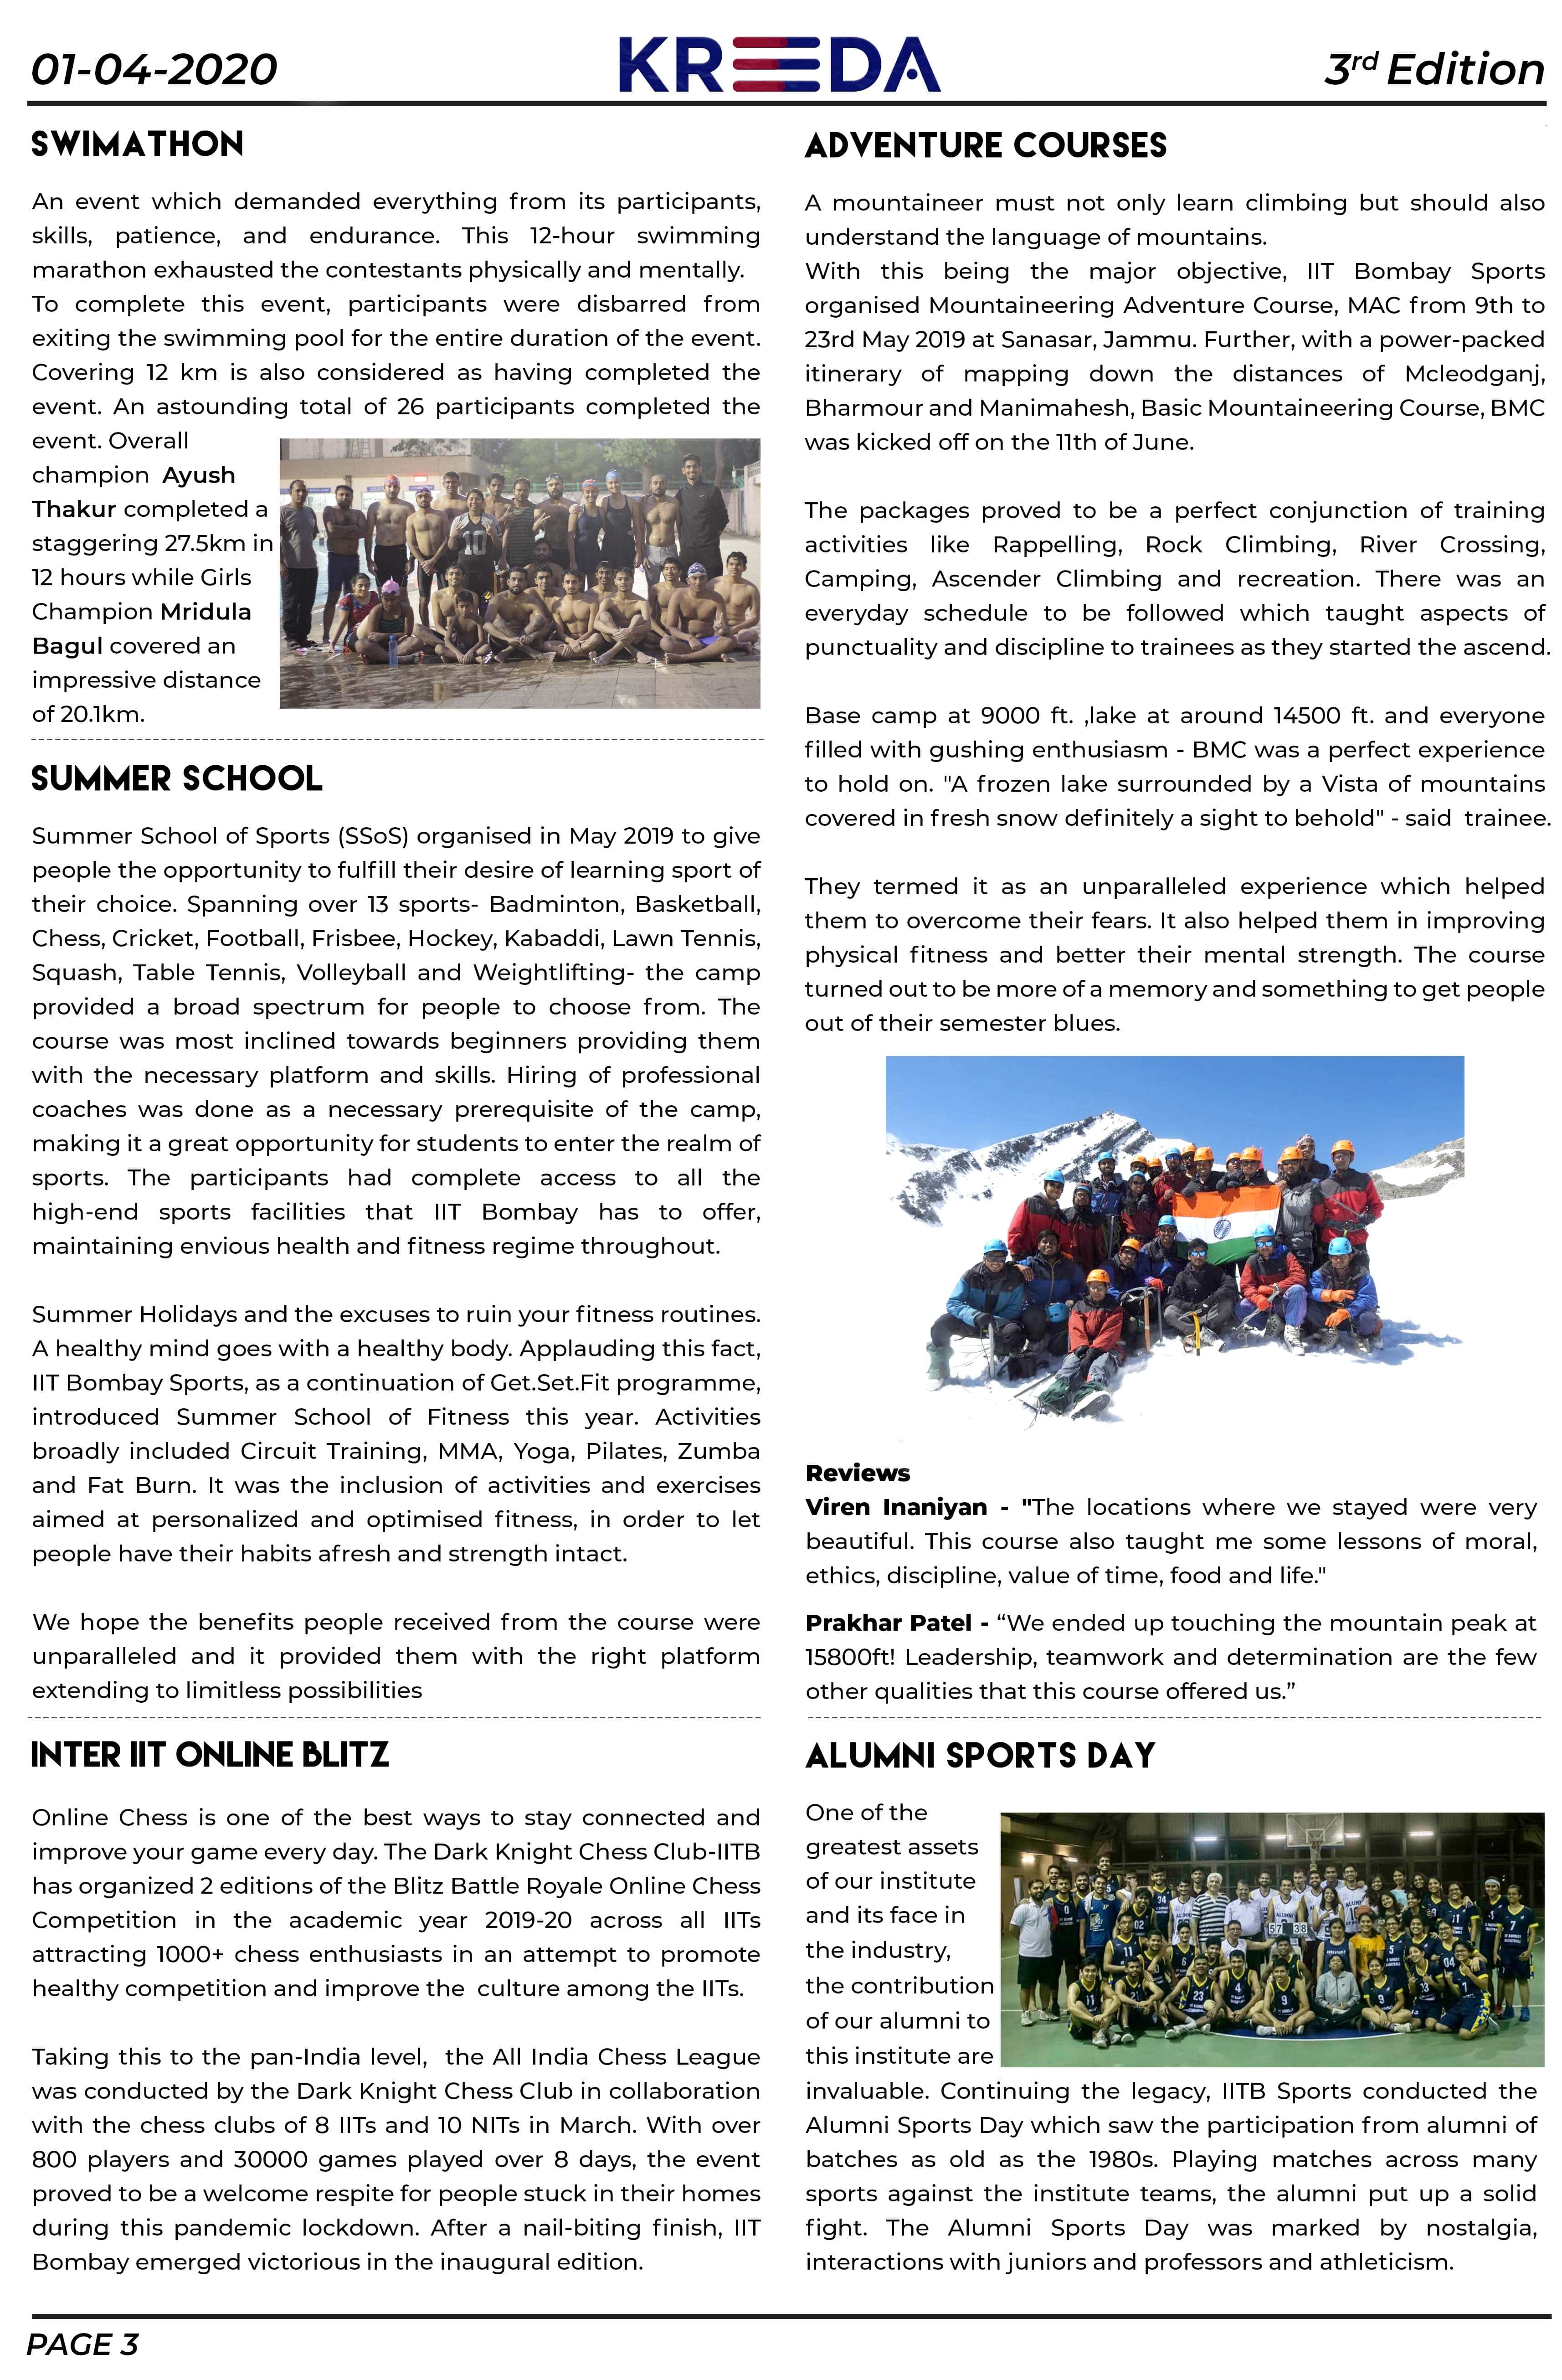 01-04-2020
KREEDA
3rd Edition
SWIMATHON
An event which demanded everything from its participants,
skills, patience, and endurance. This 12-hour swimming
marathon exhausted the contestants physically and mentally.
To complete this event, participants were disbarred from
exiting the swimming pool for the entire duration of the event.
Covering 12 km is also considered as having completed the
event. An astounding total of 26 participants completed the
event. Overall
champion Ayush
Thakur completed a
staggering 27.5km in
12 hours while Girls
Champion Mridula
Bagul covered an
impressive distance
of 20.1km.
SUMMER SCHOOL
Summer School of Sports (SSoS) organised in May 2019 to give
people the opportunity to fulfill their desire of learning sport of
their choice. Spanning over 13 sports- Badminton, Basketball,
Chess, Cricket, Football, Frisbee, Hockey, Kabaddi, Lawn Tennis,
Squash, Table Tennis, Volleyball and Weightlifting- the camp
provided a broad spectrum for people to choose from. The
course was most inclined towards beginners providing them
with the necessary platform and skills. Hiring of professional
coaches was done as a necessary prerequisite of the camp,
making it a great opportunity for students to enter the realm of
sports. The participants had complete access to all the
high-end sports facilities that IIT Bombay has to offer,
maintaining envious health and fitness regime throughout.
Summer Holidays and the excuses to ruin your fitness routines.
A healthy mind goes with a healthy body. Applauding this fact,
IIT Bombay Sports, as a continuation of Get.Set.Fit programme,
introduced Summer School of Fitness this year. Activities
broadly included Circuit Training, MMA, Yoga, Pilates, Zumba
and Fat Burn. It was the inclusion of activities and exercises
aimed at personalized and optimised fitness, in order to let
people have their habits afresh and strength intact.
We hope the benefits people received from the course were
unparalleled and it provided them with the right platform
extending to limitless possibilities
INTER IIT ONLINE BLITZ
Online Chess is one of the best ways to stay connected and
improve your game every day. The Dark Knight Chess Club-IITB
has organized 2 editions of the Blitz Battle Royale Online Chess
Competition in the academic year 2019-20 across all IITs
attracting 1000+ chess enthusiasts in an attempt to promote
healthy competition and improve the culture among the IITs.
Taking this to the pan-India level, the All India Chess League
was conducted by the Dark Knight Chess Club in collaboration
with the chess clubs of 8 IITs and 10 NITs in March. With over
800 players and 30000 games played over 8 days, the event
proved to be a welcome respite for people stuck in their homes
during this pandemic lockdown. After a nail-biting finish, IIT
Bombay emerged victorious in the inaugural edition.
ADVENTURE COURSES
A mountaineer must not only learn climbing but should also
understand the language of mountains.
With this being the major objective, IIT Bombay Sports
organised Mountaineering Adventure Course, MAC from 9th to
23rd May 2019 at Sanasar, Jammu. Further, with a power-packed
itinerary of mapping down the distances of Mcleodganj,
Bharmour and Manimahesh, Basic Mountaineering Course, BMC
was kicked off on the 11th of June.
The packages proved to be a perfect conjunction of training
activities like Rappelling, Rock Climbing, River Crossing,
Camping, Ascender Climbing and recreation. There was an
everyday schedule to be followed which taught aspects of
punctuality and discipline to trainees as they started the ascend.
Base camp at 9000 ft. ,lake at around 14500 ft. and everyone
filled with gushing enthusiasm - BMC was a perfect experience
to hold on. "A frozen lake surrounded by a Vista of mountains
covered in fresh snow definitely a sight to behold" - said trainee.
They termed it as an unparalleled experience which helped
them to overcome their fears. It also helped them in improving
physical fitness and better their mental strength. The course
turned out to be more of a memory and something to get people
out of their semester blues.
Reviews
Viren Inaniyan - "The locations where we stayed were very
beautiful. This course also taught me some lessons of moral,
ethics, discipline, value of time, food and life."
Prakhar Patel - “We ended up touching the mountain peak at
15800ft! Leadership, teamwork and determination are the few
other qualities that this course offered us.”
ALUMNI SPORTS DAY
One of the
greatest assets
of our institute
and its face in
the industry,
the contribution
of our alumni to
this institute are
invaluable. Continuing the legacy, IITB Sports conducted the
Alumni Sports Day which saw the participation from alumni of
batches as old as the 1980s. Playing matches across many
sports against the institute teams, the alumni put up a solid
fight. The Alumni Sports Day was marked by nostalgia,
interactions with juniors and professors and athleticism.
PAGE 3